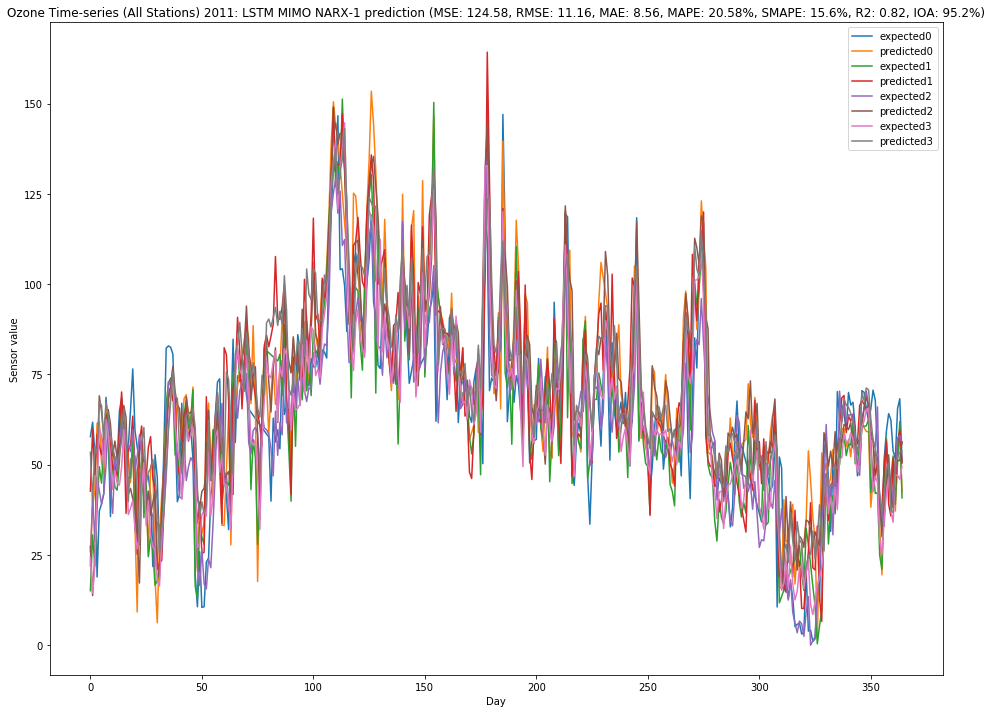 Ozone Time-series (All Stations) 2011: LSTM MIMO NARX-1 prediction (MSE: 124.58, RMSE: 11.16, MAE: 8.56, MAPE: 20.58%, SMAPE: 15.6%, R2: 0.82, IOA: 95.2%)
expected0
predicted0
expected1
predicted1
expected2
predicted2
expected3
predicted3
150
125
100
75
50
25
0
Sensor value
0 50 100 150 200 250 300 350
Day